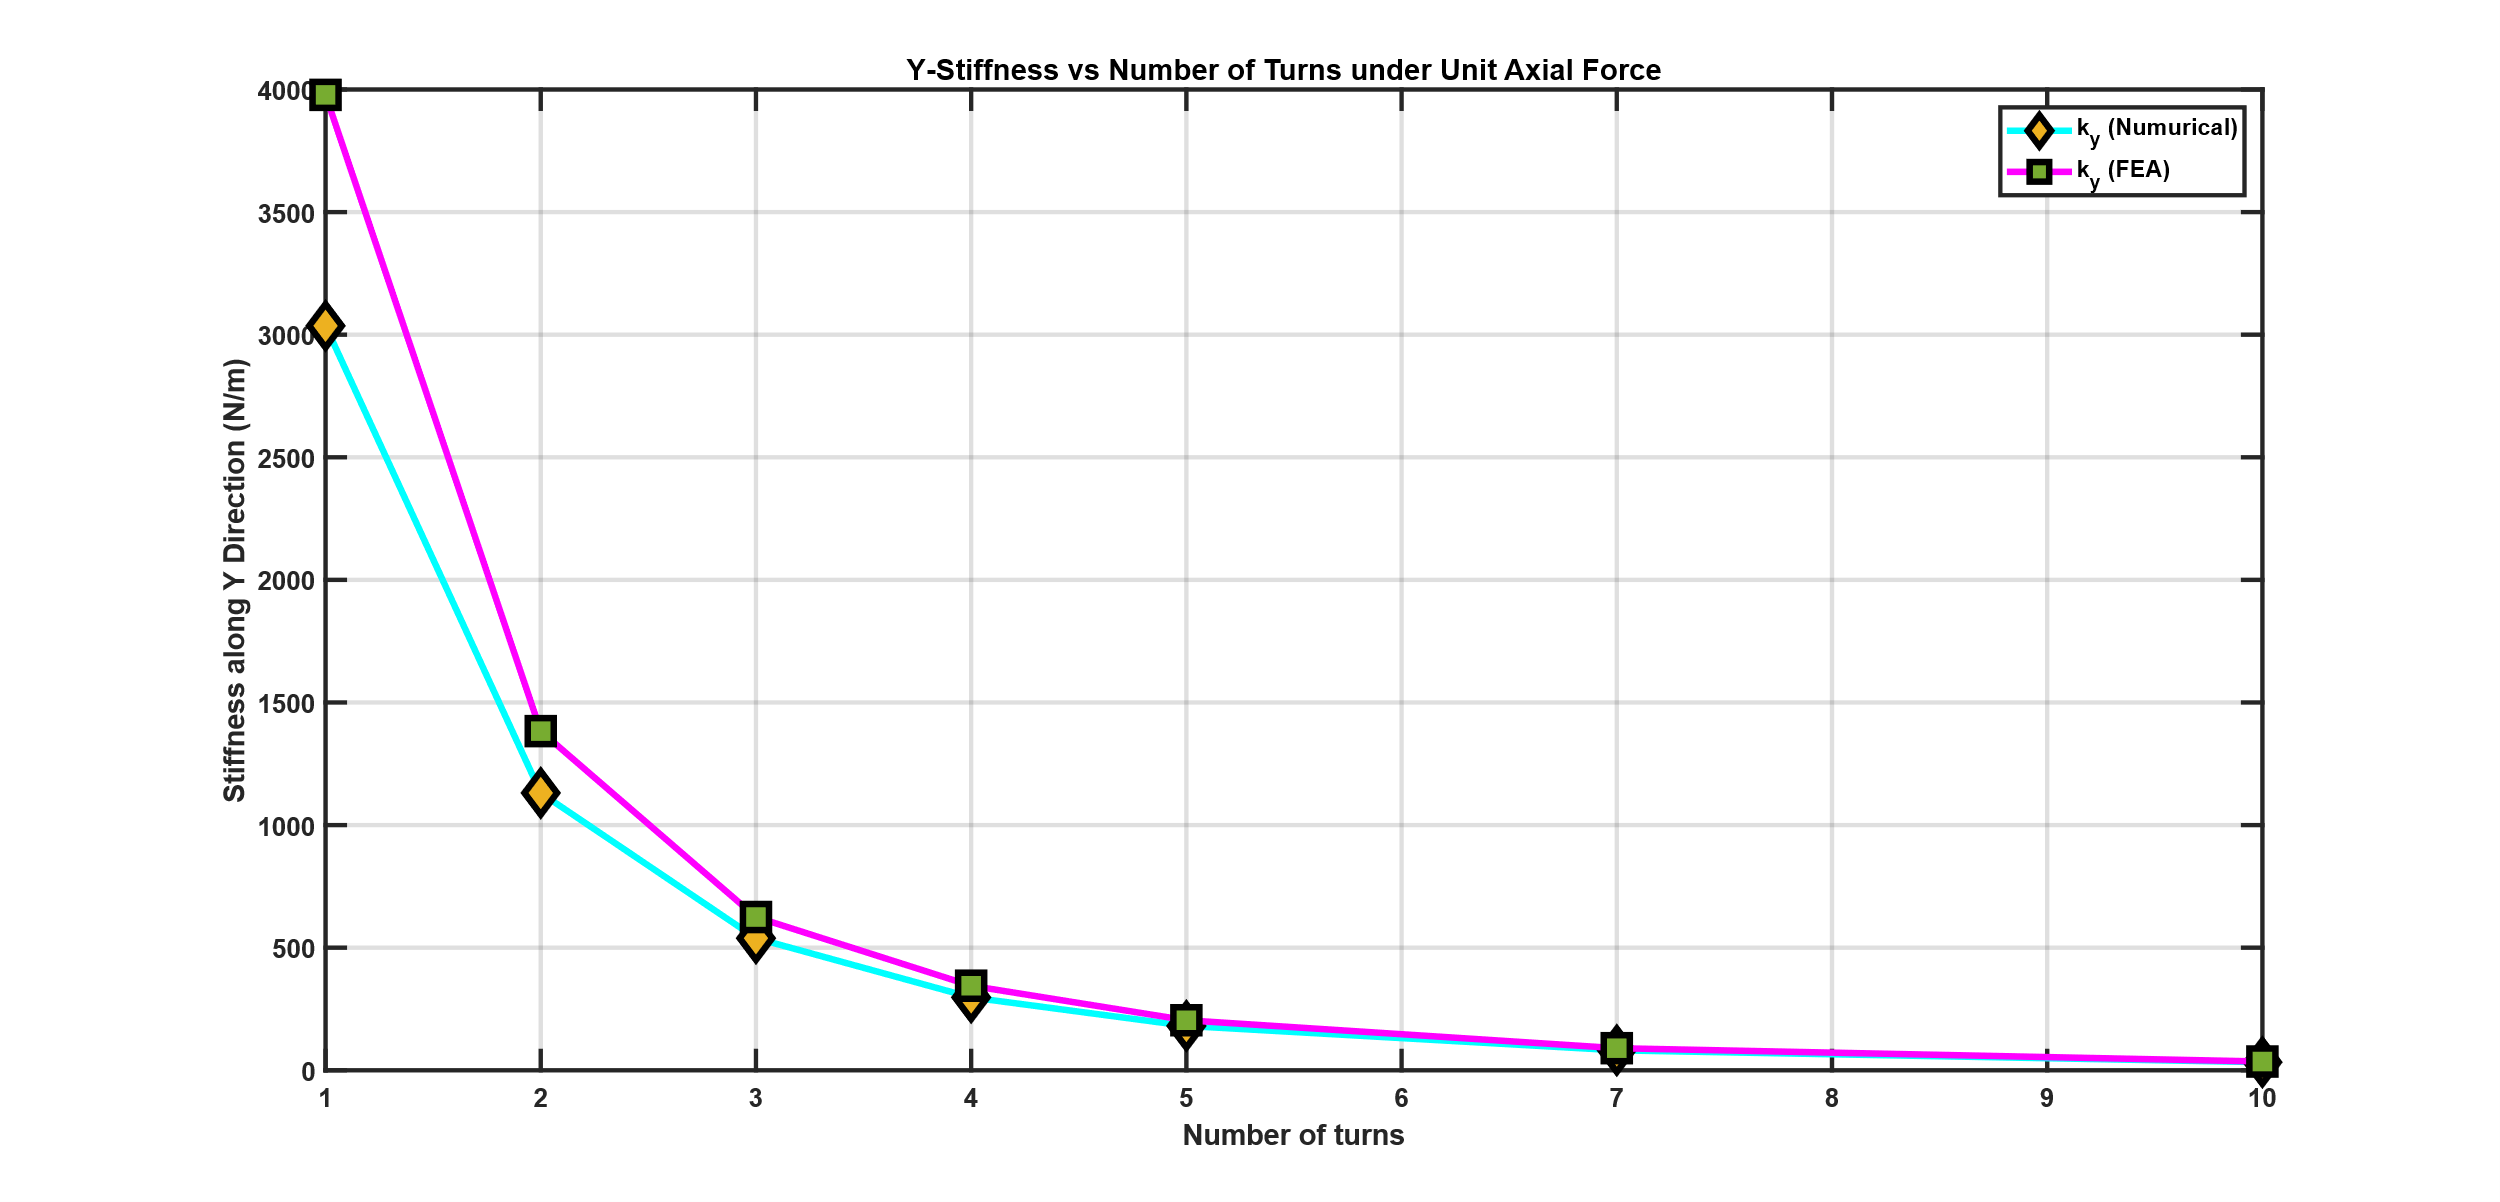 Y-Stiffness vs Number of Turns under Unit Axial Force
ky (Numurical)
ky (FEA)
Stiffness along Y Direction (N/m)
4000
3500
3000
2500
2000
1500
1000
500
0
1 2 3 4 5 6 7 8 9 10
Number of turns